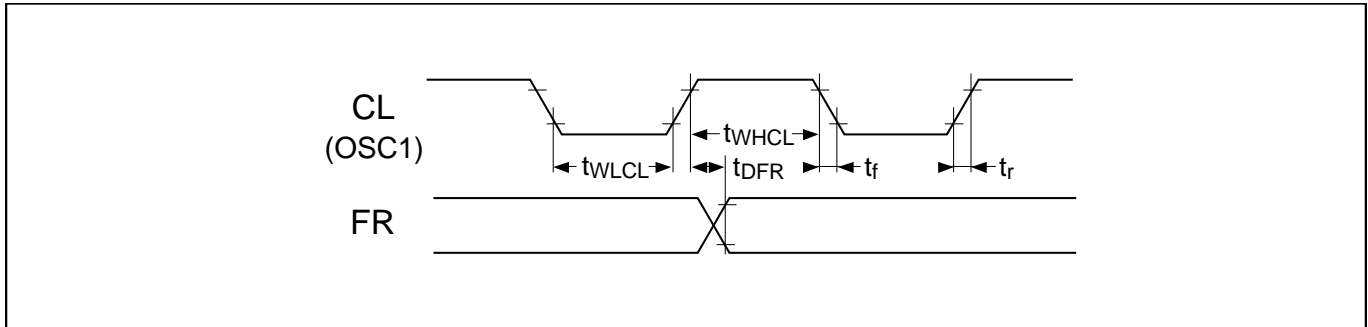 CL
(OSC1)
tWHCL
tWLCL
tDFR
tf
tr
FR